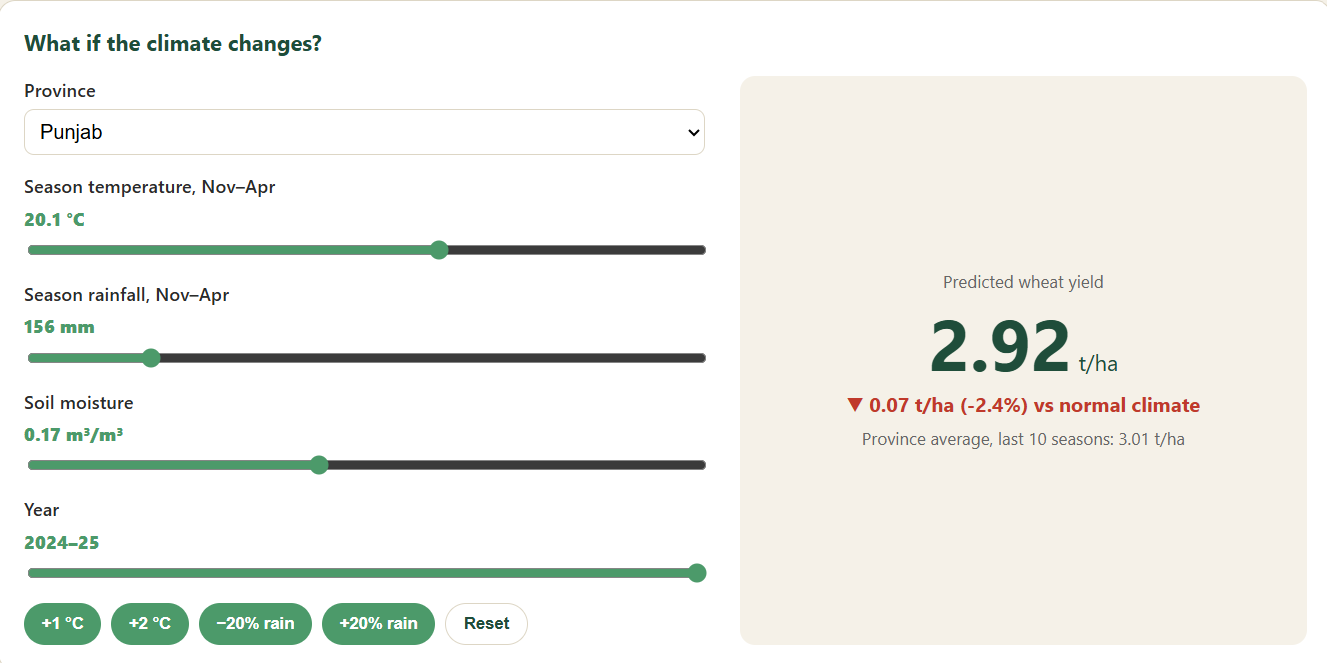 What if the climate changes?
Province
Punjab
Season temperature, Nov–Apr
20.1 °C
Season rainfall, Nov–Apr
156 mm
Soil moisture
0.17 m³/m³
Year
2024–25
+1 °C
+2 °C
−20% rain
+20% rain
Reset
Predicted wheat yield
2.92 t/ha
▼ 0.07 t/ha (-2.4%) vs normal climate
Province average, last 10 seasons: 3.01 t/ha